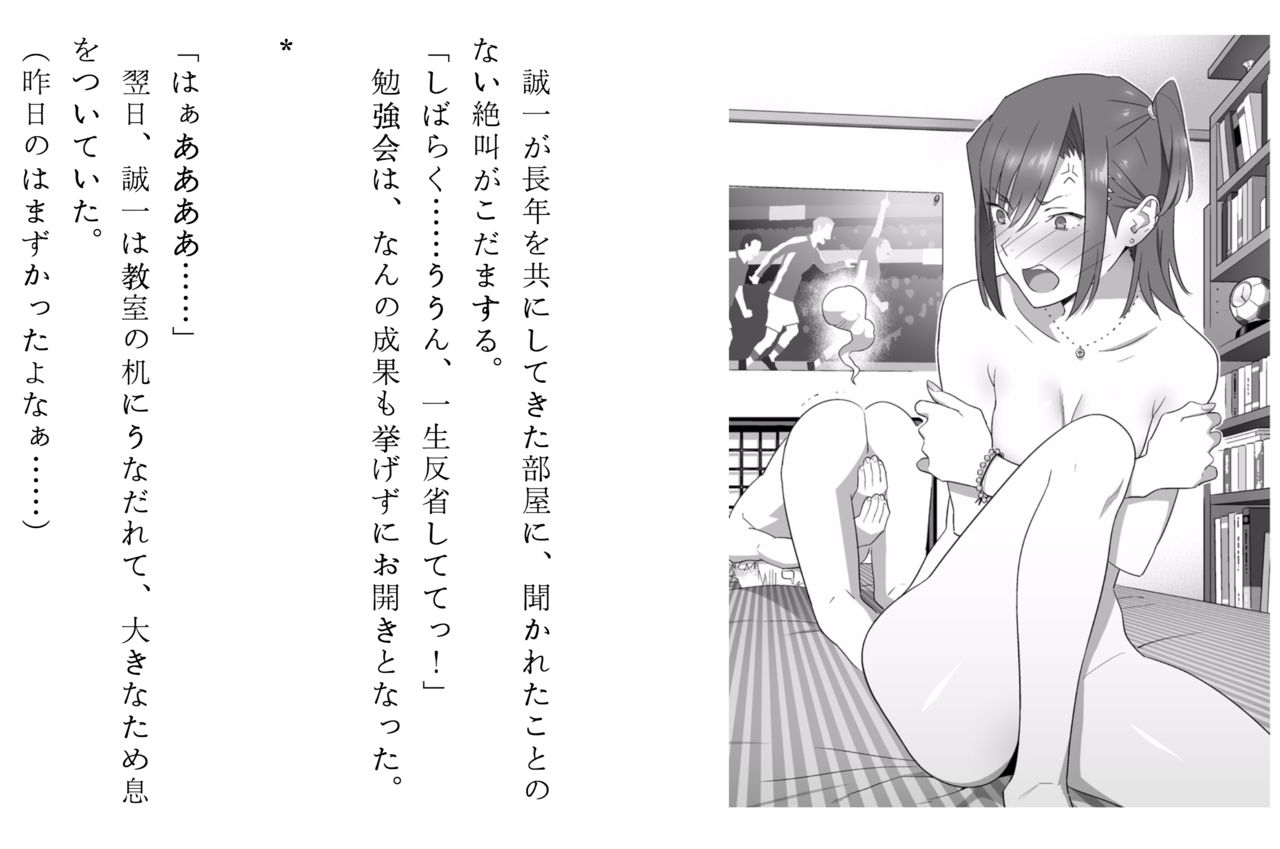 誠一が長年を共にしてきた部屋に、聞かれたことの
ない絶叫がこだまする。
「しばらく……ううん、一生反省しててっ！」
勉強会は、なんの成果も挙げずにお開きとなった。
*
「はぁああああ……」
翌日、誠一は教室の机にうなだれて、大きなため息
をついていた。
（昨日のはまずかったよなぁ……）